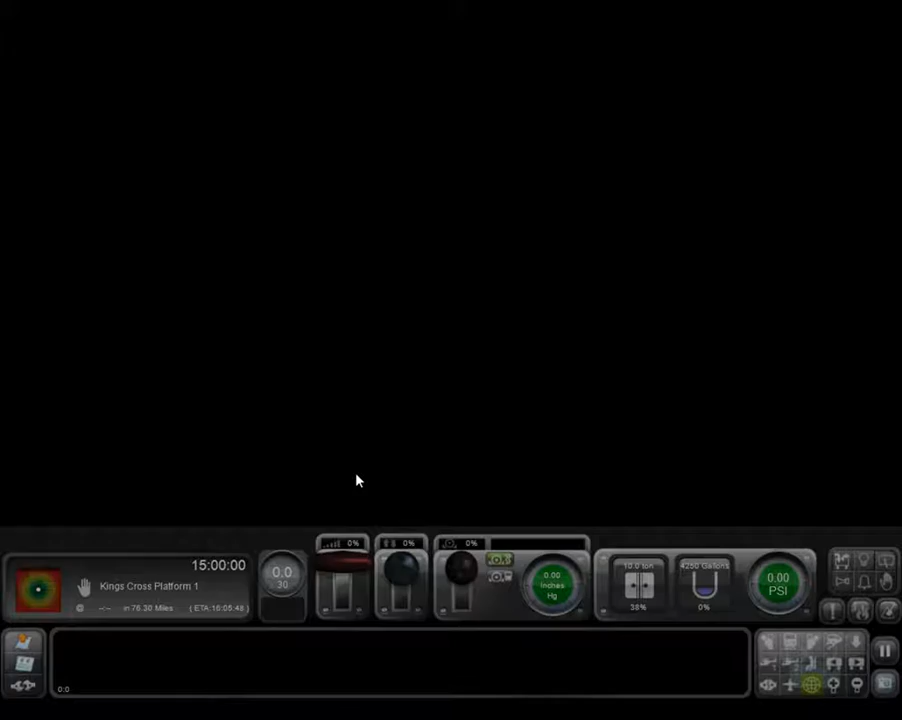 15:00:00
Kings Cross Platform 1
--:-- in 76.30 Miles (ETA:16:05:48)
0.0
30
0%
0%
0%
0.00
Inches
Hg
10.0 ton
38%
4250 Gallons
0%
0.00
PSI
0:0